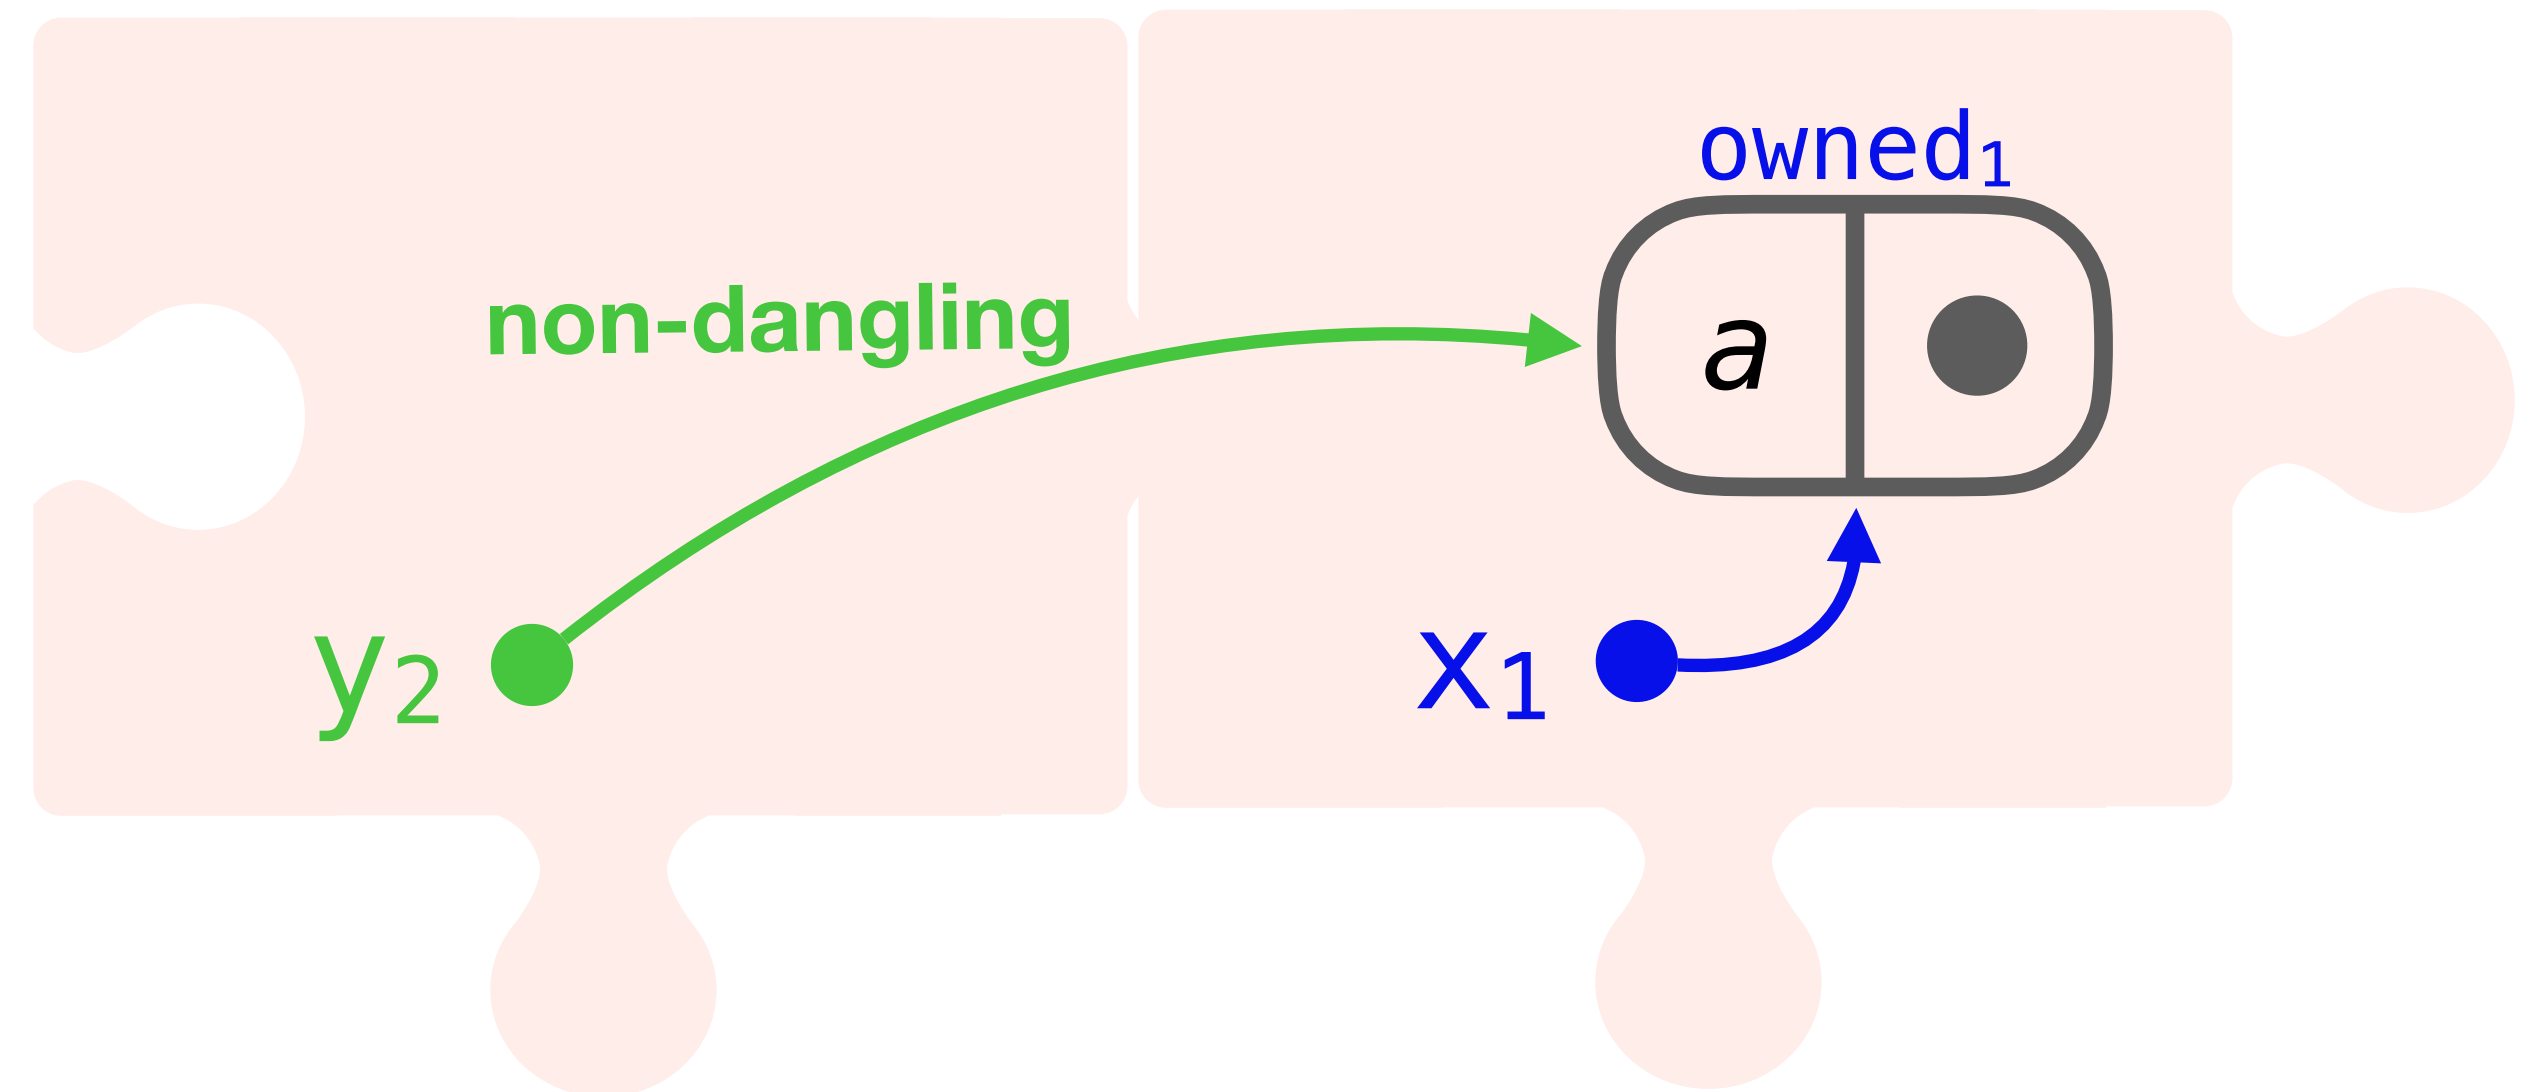 owned₁
non-dangling
a
y₂
x₁